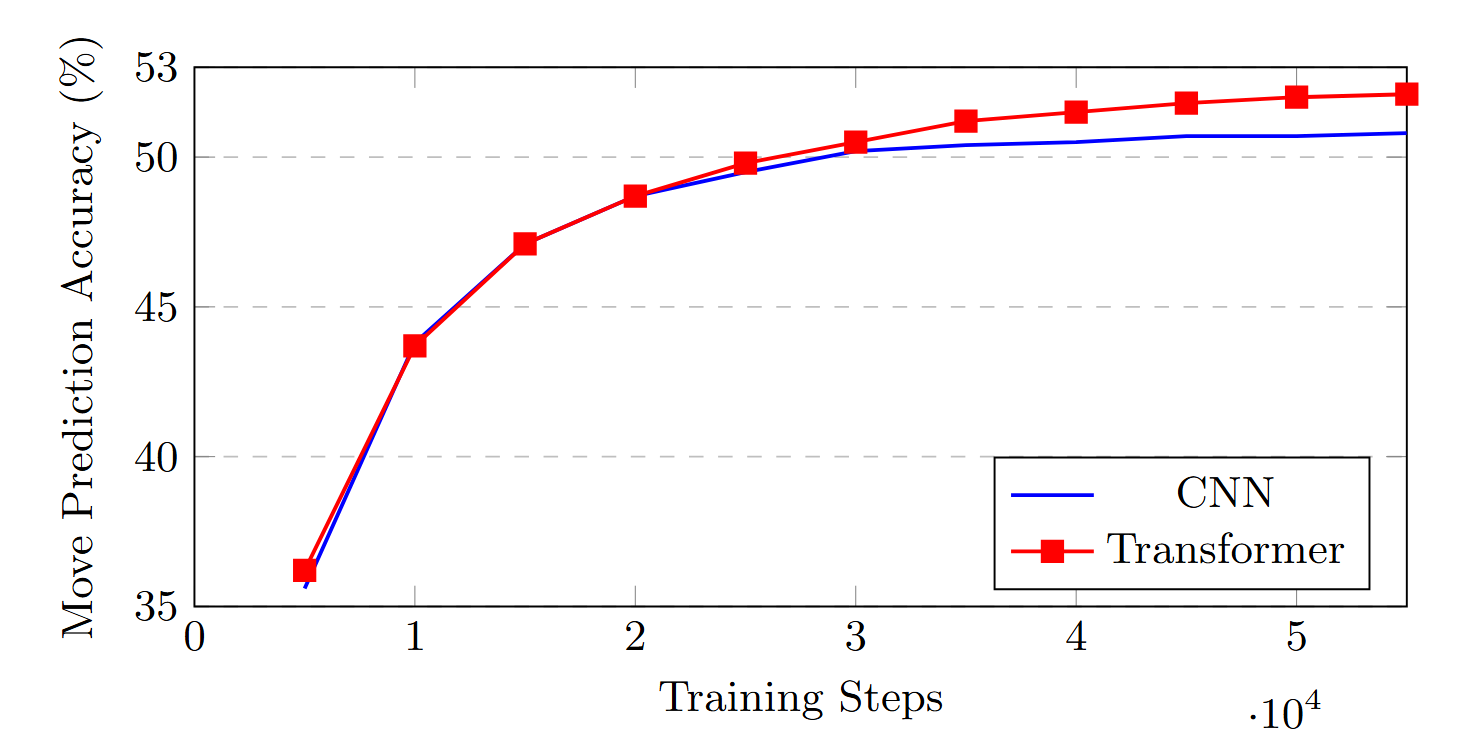 Move Prediction Accuracy (%)
53
50
45
40
35
0 1 2 3 4 5
Training Steps
·10⁴
CNN
Transformer